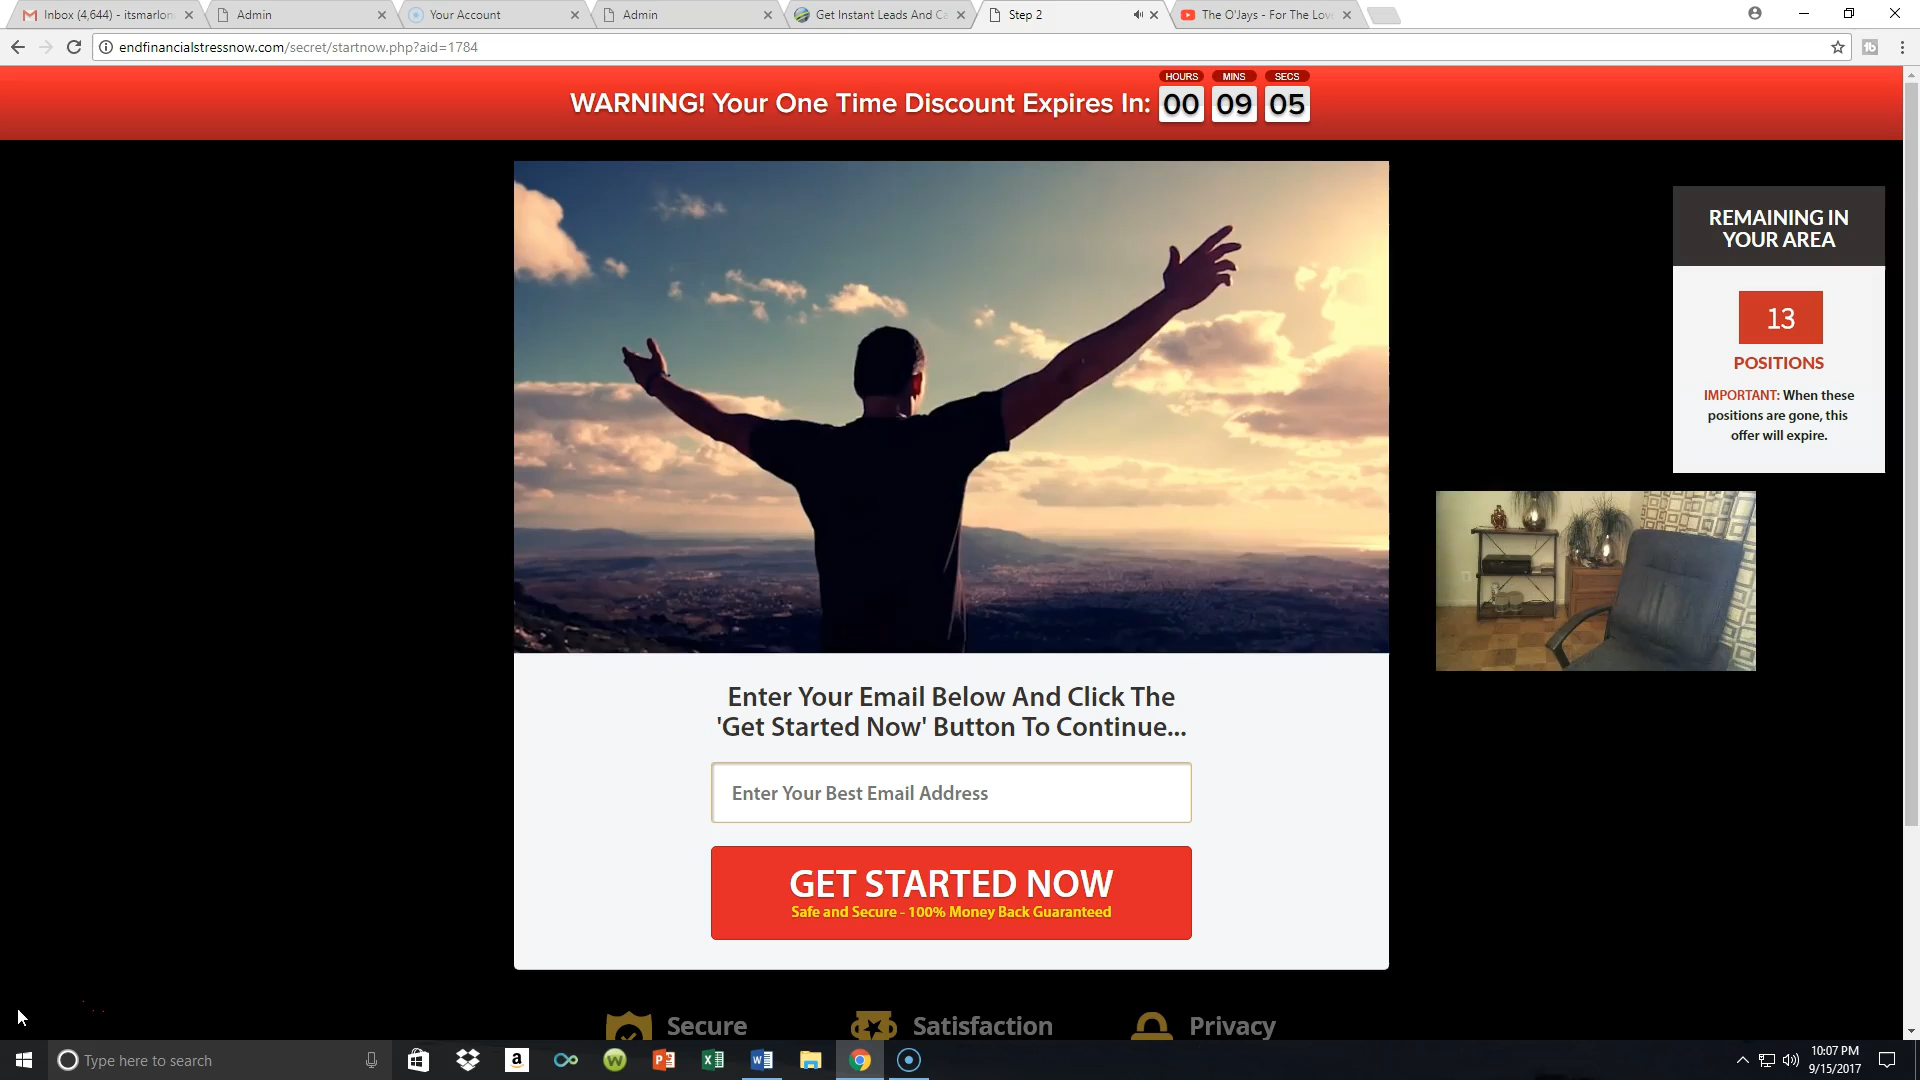 Inbox (4,644) - itsmarlon
Admin
Your Account
Admin
Get Instant Leads And Ca
Step 2
The O'Jays - For The Lov
endfinancialstressnow.com/secret/startnow.php?aid=1784
HOURS MINS SECS
WARNING! Your One Time Discount Expires In: 00 09 05
REMAINING IN
YOUR AREA
13
POSITIONS
IMPORTANT: When these
positions are gone, this
offer will expire.
Enter Your Email Below And Click The
'Get Started Now' Button To Continue...
Enter Your Best Email Address
GET STARTED NOW
Safe and Secure - 100% Money Back Guaranteed
Secure
Satisfaction
Privacy
Type here to search
10:07 PM
9/15/2017